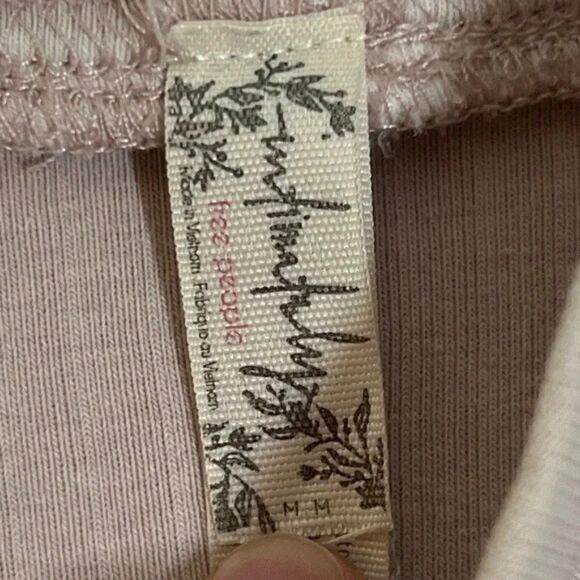 intimately
free people
Made in Vietnam Fabriqué au Vietnam
M M